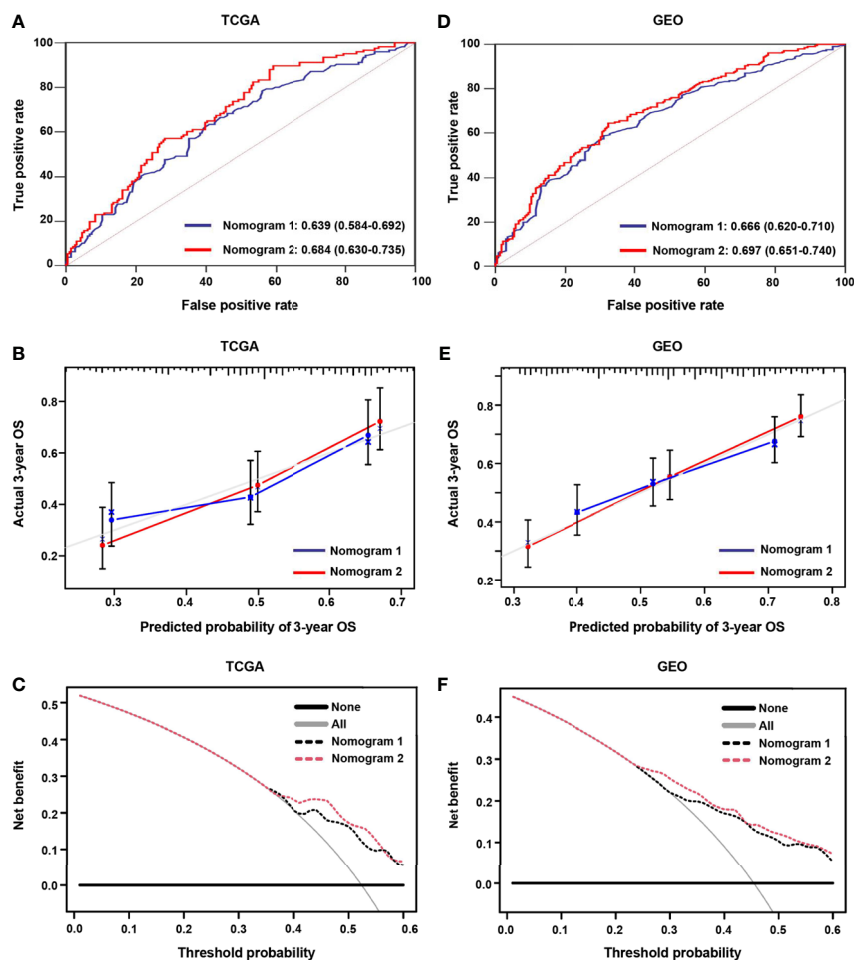 A
TCGA
100
80
60
40
20
0
True positive rate
Nomogram 1: 0.639 (0.584-0.692)
Nomogram 2: 0.684 (0.630-0.735)
0 20 40 60 80 100
False positive rate
D
GEO
100
80
60
40
20
0
True positive rate
Nomogram 1: 0.666 (0.620-0.710)
Nomogram 2: 0.697 (0.651-0.740)
0 20 40 60 80 100
False positive rate
B
TCGA
0.8
0.6
0.4
0.2
Actual 3-year OS
Nomogram 1
Nomogram 2
0.3 0.4 0.5 0.6 0.7
Predicted probability of 3-year OS
E
GEO
0.8
0.6
0.4
0.2
Actual 3-year OS
Nomogram 1
Nomogram 2
0.3 0.4 0.5 0.6 0.7 0.8
Predicted probability of 3-year OS
C
TCGA
0.5
0.4
0.3
0.2
0.1
0.0
Net benefit
None
All
Nomogram 1
Nomogram 2
0.0 0.1 0.2 0.3 0.4 0.5 0.6
Threshold probability
F
GEO
0.4
0.3
0.2
0.1
0.0
Net benefit
None
All
Nomogram 1
Nomogram 2
0.0 0.1 0.2 0.3 0.4 0.5 0.6
Threshold probability